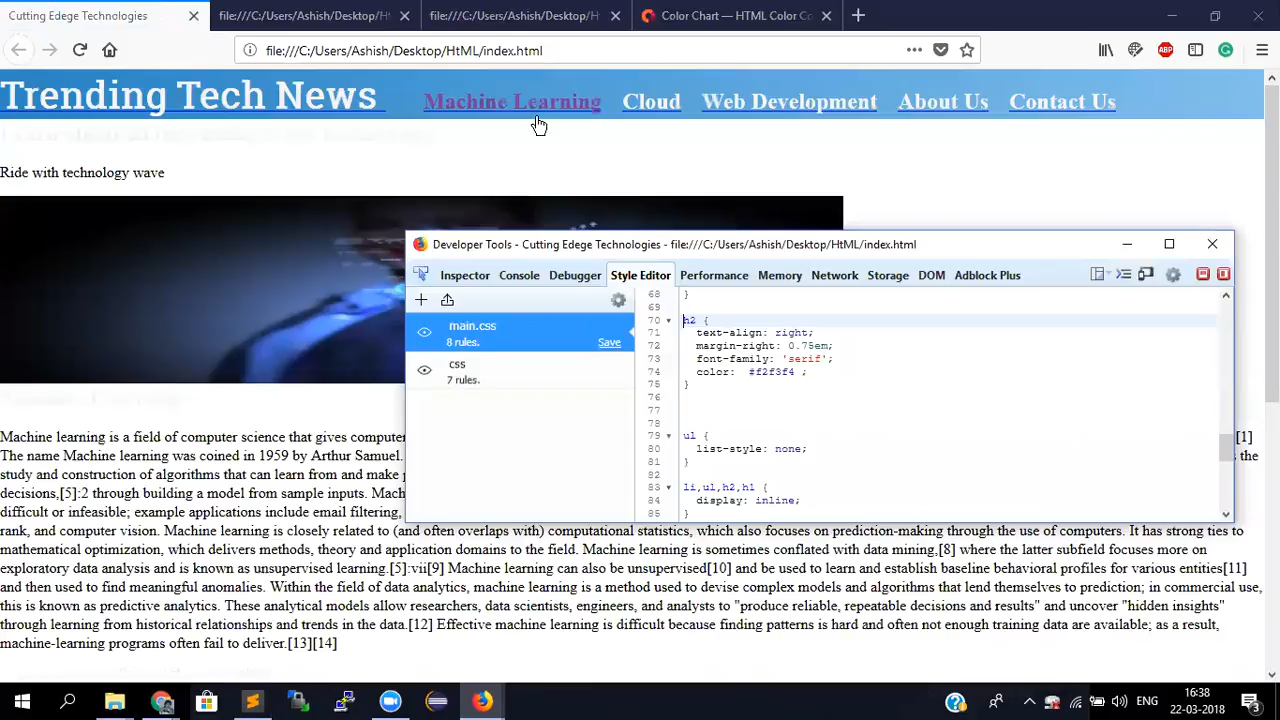 Cutting Edege Technologies
file:///C:/Users/Ashish/Desktop/H
file:///C:/Users/Ashish/Desktop/H
Color Chart — HTML Color Co
file:///C:/Users/Ashish/Desktop/HtML/index.html
ABP
Trending Tech News
Machine Learning
Cloud
Web Development
About Us
Contact Us
Ride with technology wave
Developer Tools - Cutting Edege Technologies - file:///C:/Users/Ashish/Desktop/HtML/index.html
Inspector
Console
Debugger
Style Editor
Performance
Memory
Network
Storage
DOM
Adblock Plus
main.css
8 rules.
Save
css
7 rules.
68 }
69
70 h2 {
71 text-align: right;
72 margin-right: 0.75em;
73 font-family: 'serif';
74 color: #f2f3f4 ;
75 }
76
77
78
79 ul {
80 list-style: none;
81 }
82
83 li,ul,h2,h1 {
84 display: inline;
85 }
Machine learning is a field of computer science that gives computer [1]
The name Machine learning was coined in 1959 by Arthur Samuel. the
study and construction of algorithms that can learn from and make
decisions,[5]:2 through building a model from sample inputs. Mach
difficult or infeasible; example applications include email filtering,
rank, and computer vision. Machine learning is closely related to (and often overlaps with) computational statistics, which also focuses on prediction-making through the use of computers. It has strong ties to
mathematical optimization, which delivers methods, theory and application domains to the field. Machine learning is sometimes conflated with data mining,[8] where the latter subfield focuses more on
exploratory data analysis and is known as unsupervised learning.[5]:vii[9] Machine learning can also be unsupervised[10] and be used to learn and establish baseline behavioral profiles for various entities[11]
and then used to find meaningful anomalies. Within the field of data analytics, machine learning is a method used to devise complex models and algorithms that lend themselves to prediction; in commercial use,
this is known as predictive analytics. These analytical models allow researchers, data scientists, engineers, and analysts to "produce reliable, repeatable decisions and results" and uncover "hidden insights"
through learning from historical relationships and trends in the data.[12] Effective machine learning is difficult because finding patterns is hard and often not enough training data are available; as a result,
machine-learning programs often fail to deliver.[13][14]
ENG
16:38
22-03-2018
3